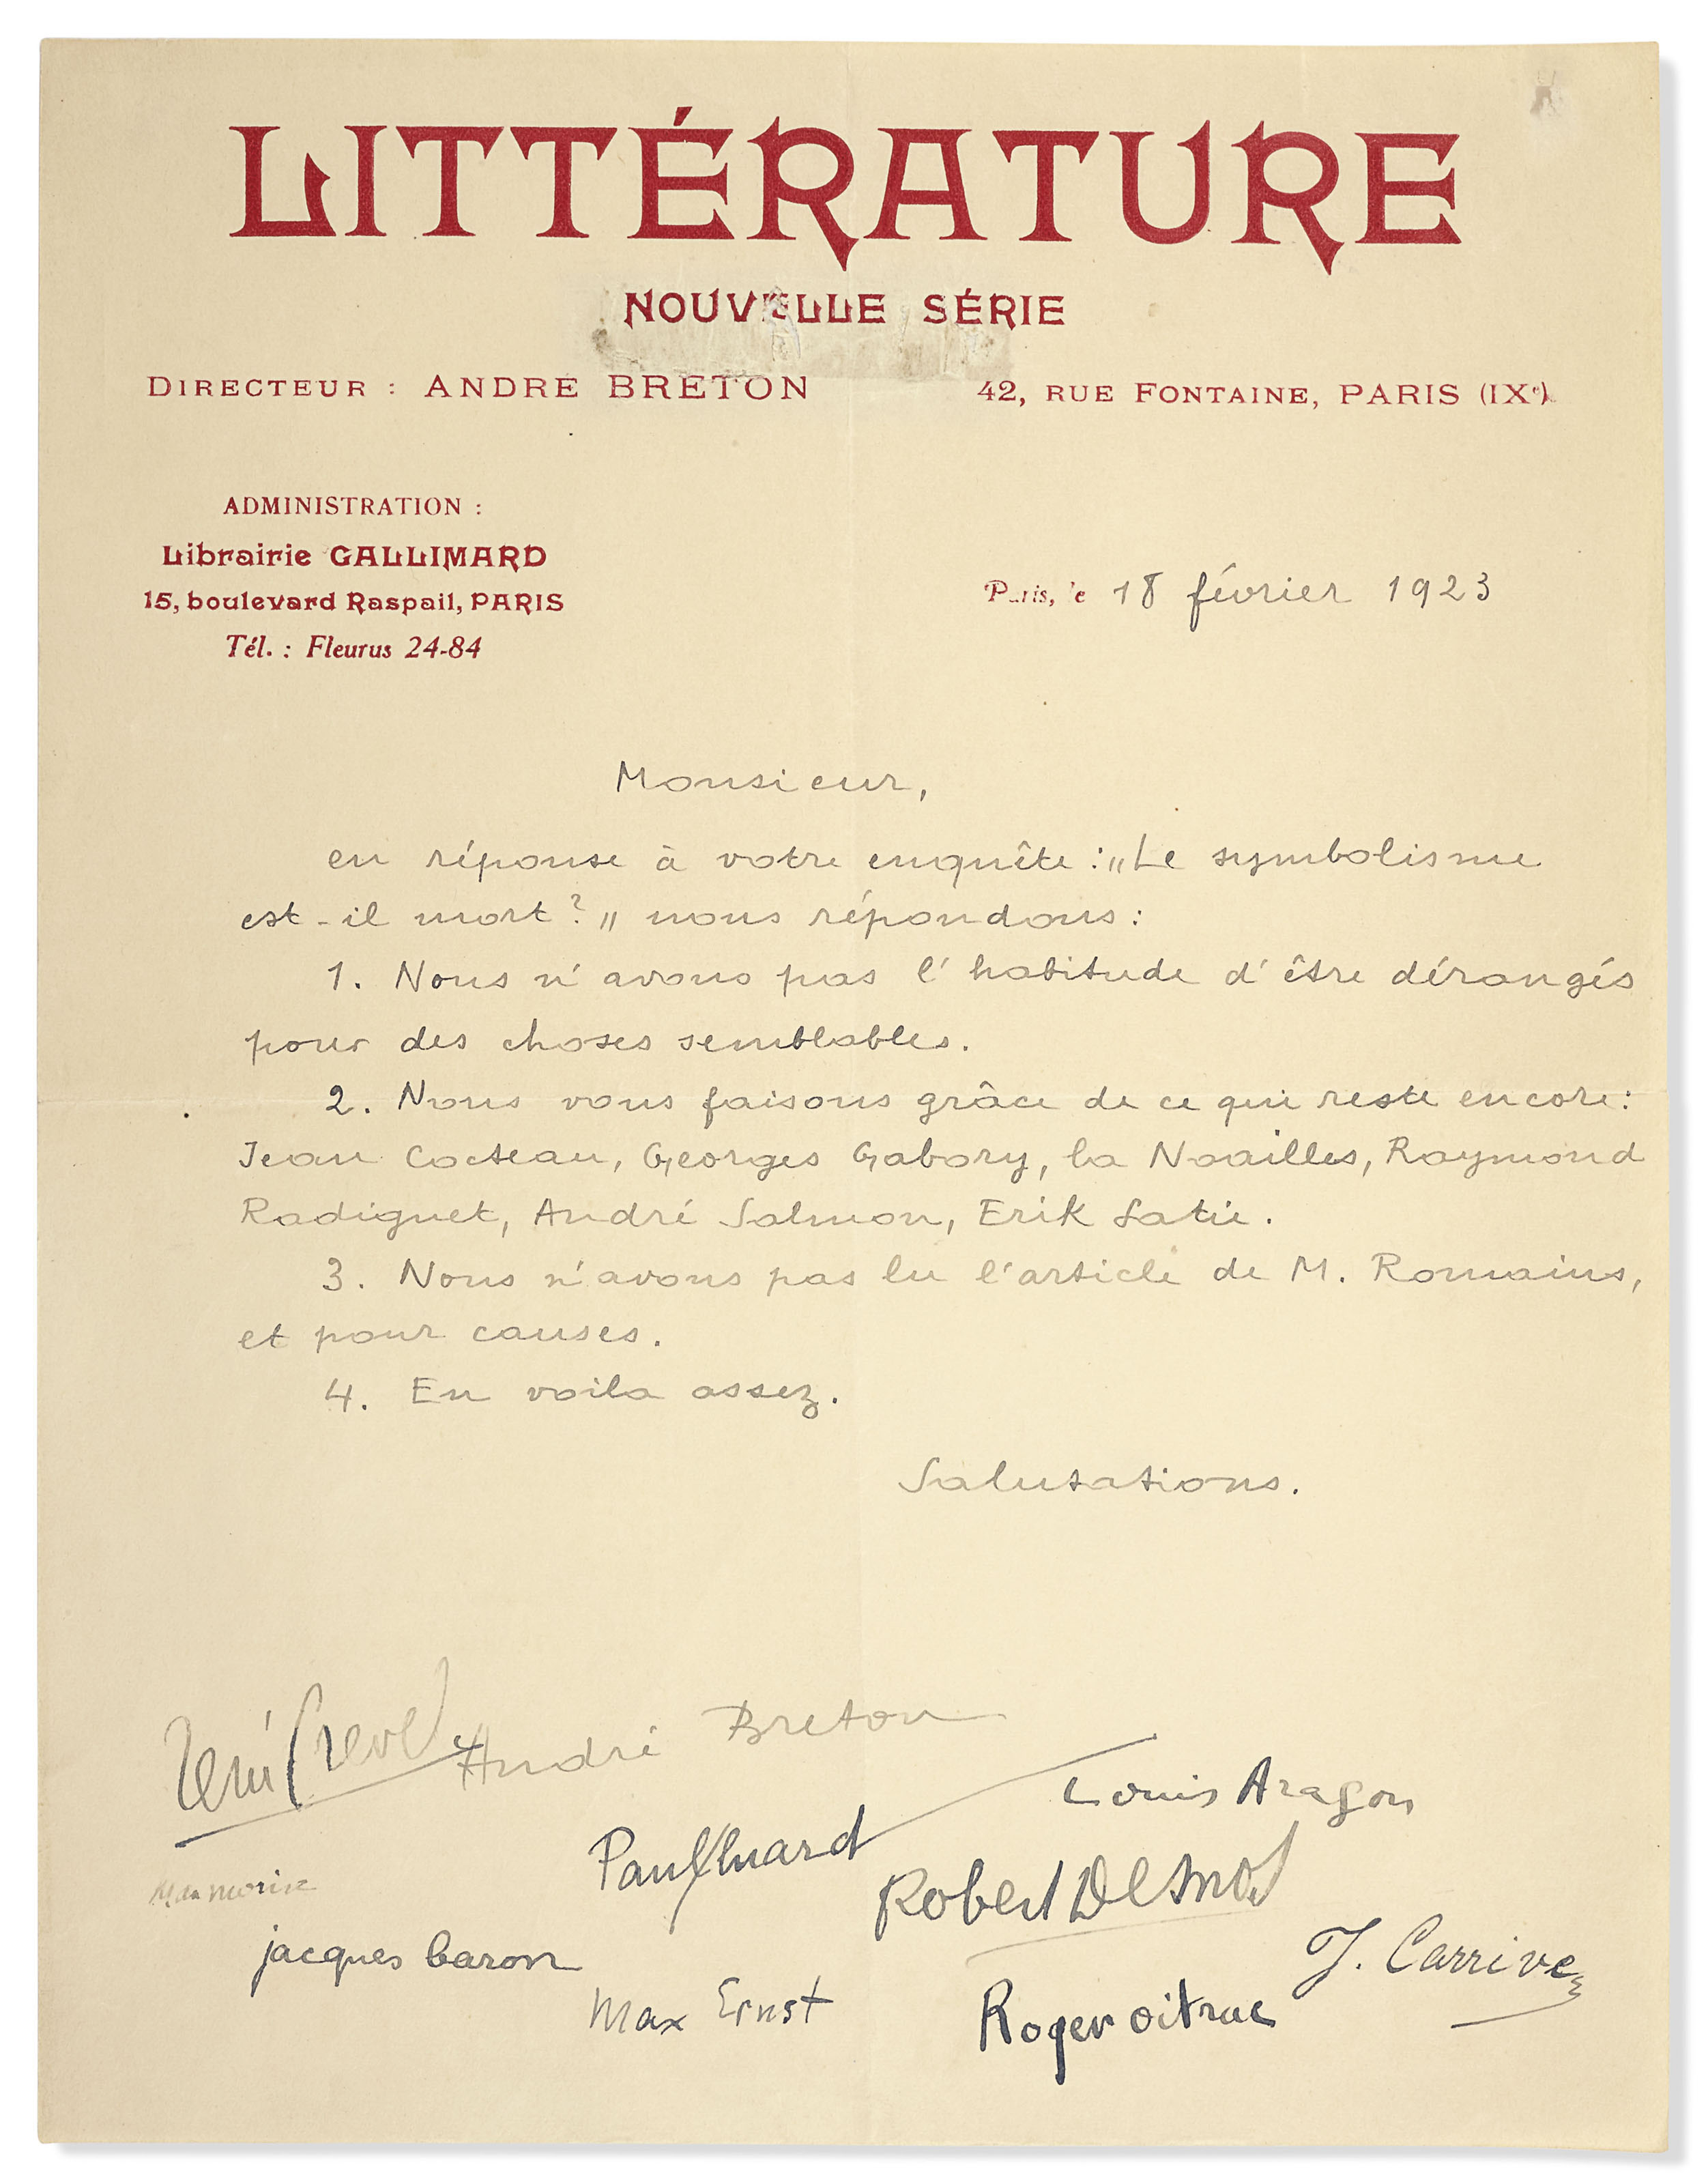 LITTÉRATURE
NOUVELLE SÉRIE
DIRECTEUR : ANDRE BRETON
42, RUE FONTAINE, PARIS (IXe)
ADMINISTRATION :
Librairie GALLIMARD
15, boulevard Raspail, PARIS
Tél. : Fleurus 24-84
Paris, le 18 février 1923
Monsieur,
en réponse à votre enquête : „Le symbolisme
est-il mort? „ nous répondons :
1. Nous n'avons pas l'habitude d'être dérangés
pour des choses semblables.
2. Nous vous faisons grâce de ce qui reste encore :
Jean Cocteau, Georges Gabory, la Noailles, Raymond
Radiguet, André Salmon, Erik Satie.
3. Nous n'avons pas lu l'article de M. Romains,
et pour causes.
4. En voila assez.
Salutations.
René Crevel
André Breton
Louis Aragon
Paul Eluard
Robert Desnos
Max Morise
jacques baron
J. Carrive
Max Ernst
Roger vitrac